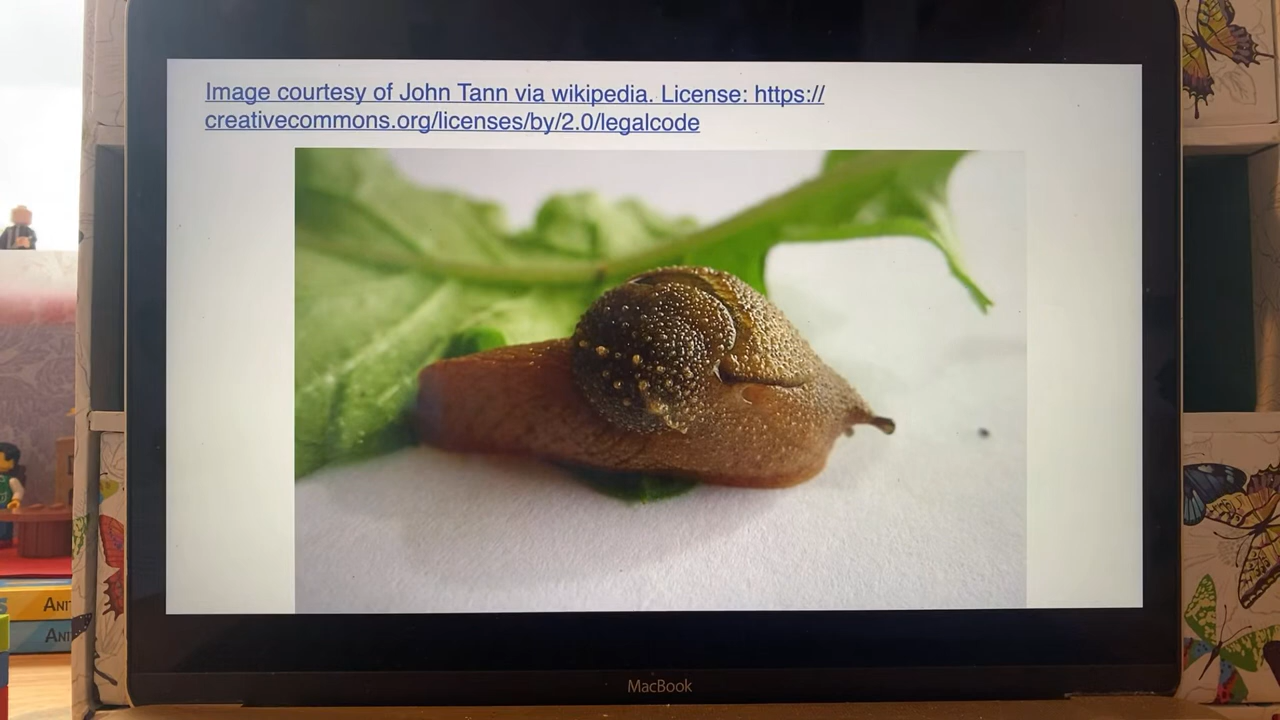 Image courtesy of John Tann via wikipedia. License: https://
creativecommons.org/licenses/by/2.0/legalcode
MacBook